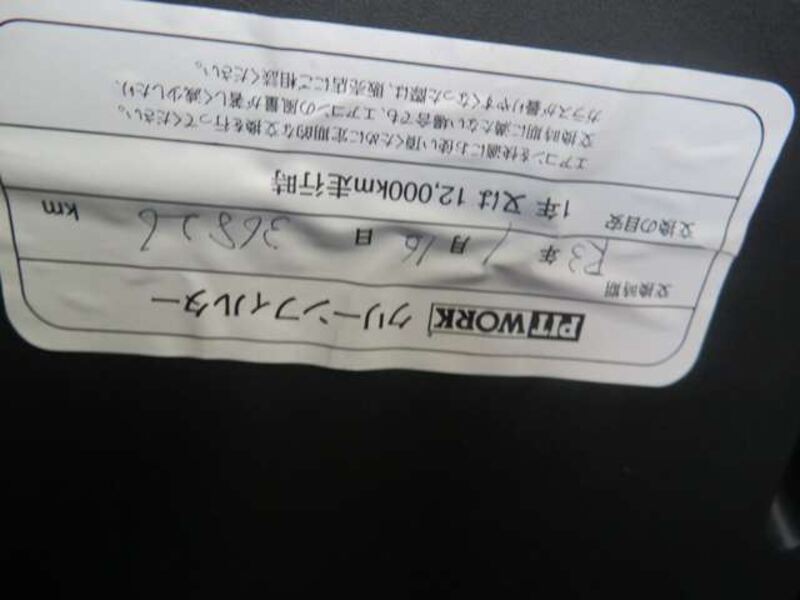 PITWORK クリーンフィルター
交換時期 R3年 1月 16日 36826 km
交換の目安 1年 又は 12,000km走行時
エアコンを快適にお使い頂くために定期的な交換を行ってください。
交換時期に満たない場合でも、エアコンの風量が著しく減少したり、
ガラスが曇りやすくなった際は、販売店にご相談ください。